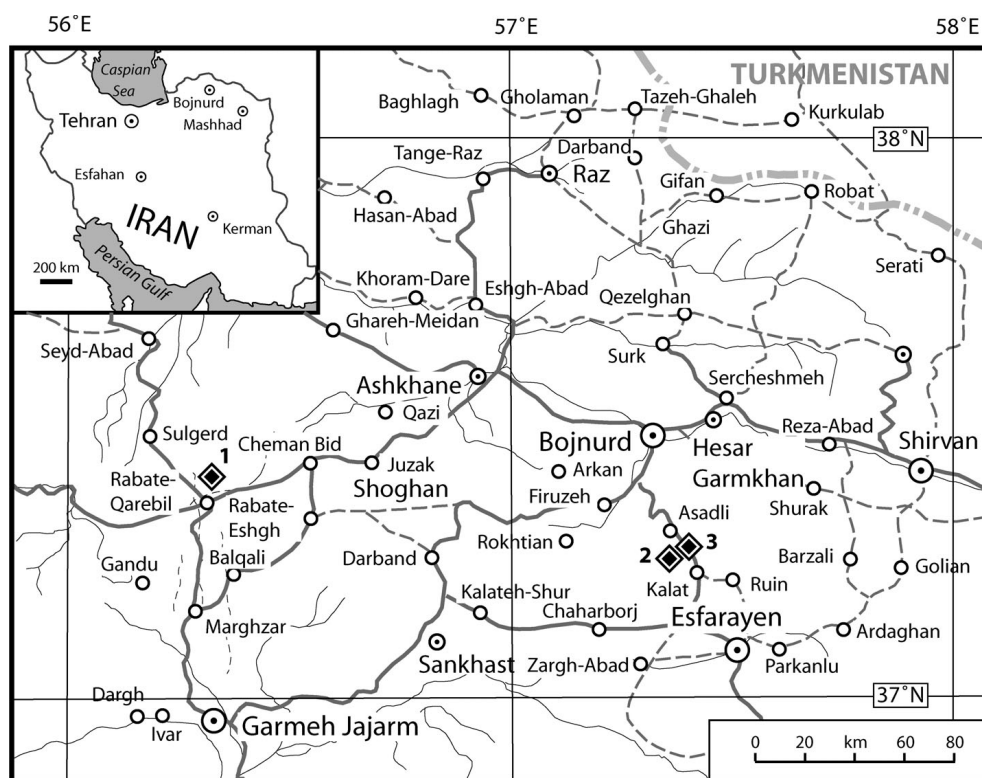 56˚E
57˚E
58˚E
Caspian
Sea
Bojnurd
Mashhad
Tehran
Esfahan
IRAN
Kerman
200 km
Persian Gulf
TURKMENISTAN
Baghlagh
Gholaman
Tazeh-Ghaleh
Kurkulab
38˚N
Tange-Raz
Darband
Raz
Hasan-Abad
Gifan
Robat
Ghazi
Serati
Khoram-Dare
Eshgh-Abad
Qezelghan
Ghareh-Meidan
Seyd-Abad
Surk
Ashkhane
Sercheshmeh
Qazi
Sulgerd
1
Cheman Bid
Bojnurd
Hesar
Reza-Abad
Shirvan
Juzak
Arkan
Rabate-
Qarebil
Rabate-
Eshgh
Shoghan
Firuzeh
Garmkhan
Shurak
Asadli
Rokhtian
2
3
Gandu
Balqali
Darband
Kalat
Ruin
Barzali
Golian
Marghzar
Kalateh-Shur
Chaharborj
Esfarayen
Ardaghan
Sankhast
Zargh-Abad
Parkanlu
Dargh
37˚N
Ivar
Garmeh Jajarm
0 20 km 60 80